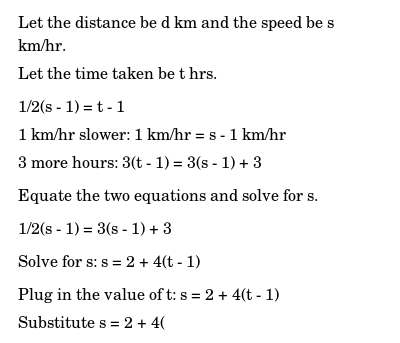 Let the distance be d km and the speed be s
km/hr.
Let the time taken be t hrs.
1/2(s - 1) = t - 1
1 km/hr slower: 1 km/hr = s - 1 km/hr
3 more hours: 3(t - 1) = 3(s - 1) + 3
Equate the two equations and solve for s.
1/2(s - 1) = 3(s - 1) + 3
Solve for s: s = 2 + 4(t - 1)
Plug in the value of t: s = 2 + 4(t - 1)
Substitute s = 2 + 4(